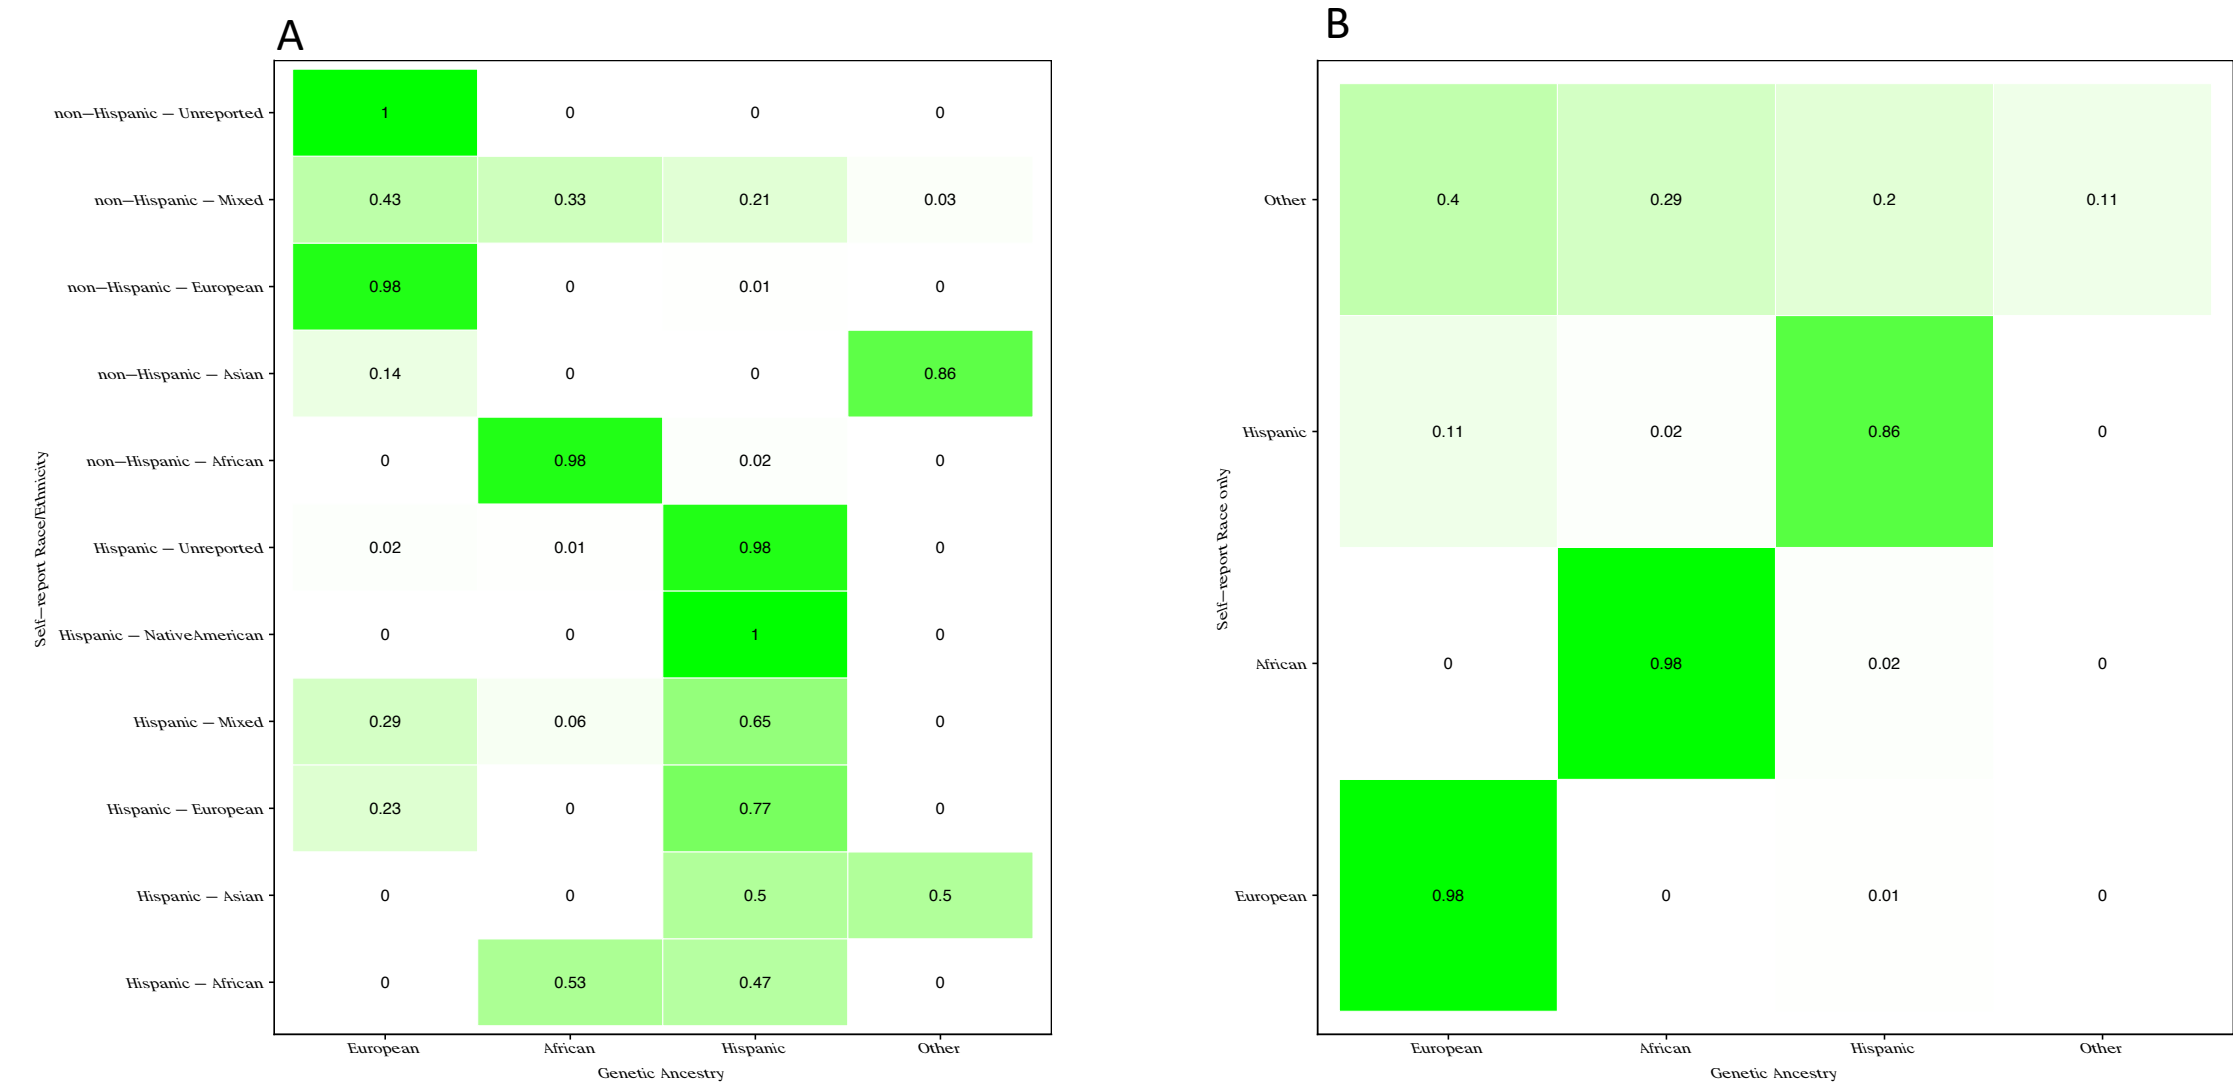 A
non−Hispanic − Unreported 1 0 0 0
non−Hispanic − Mixed 0.43 0.33 0.21 0.03
non−Hispanic − European 0.98 0 0.01 0
non−Hispanic − Asian 0.14 0 0 0.86
non−Hispanic − African 0 0.98 0.02 0
Hispanic − Unreported 0.02 0.01 0.98 0
Hispanic − NativeAmerican 0 0 1 0
Hispanic − Mixed 0.29 0.06 0.65 0
Hispanic − European 0.23 0 0.77 0
Hispanic − Asian 0 0 0.5 0.5
Hispanic − African 0 0.53 0.47 0
European African Hispanic Other
Genetic Ancestry
Self−report Race/Ethnicity
B
Other 0.4 0.29 0.2 0.11
Hispanic 0.11 0.02 0.86 0
African 0 0.98 0.02 0
European 0.98 0 0.01 0
European African Hispanic Other
Genetic Ancestry
Self−report Race only